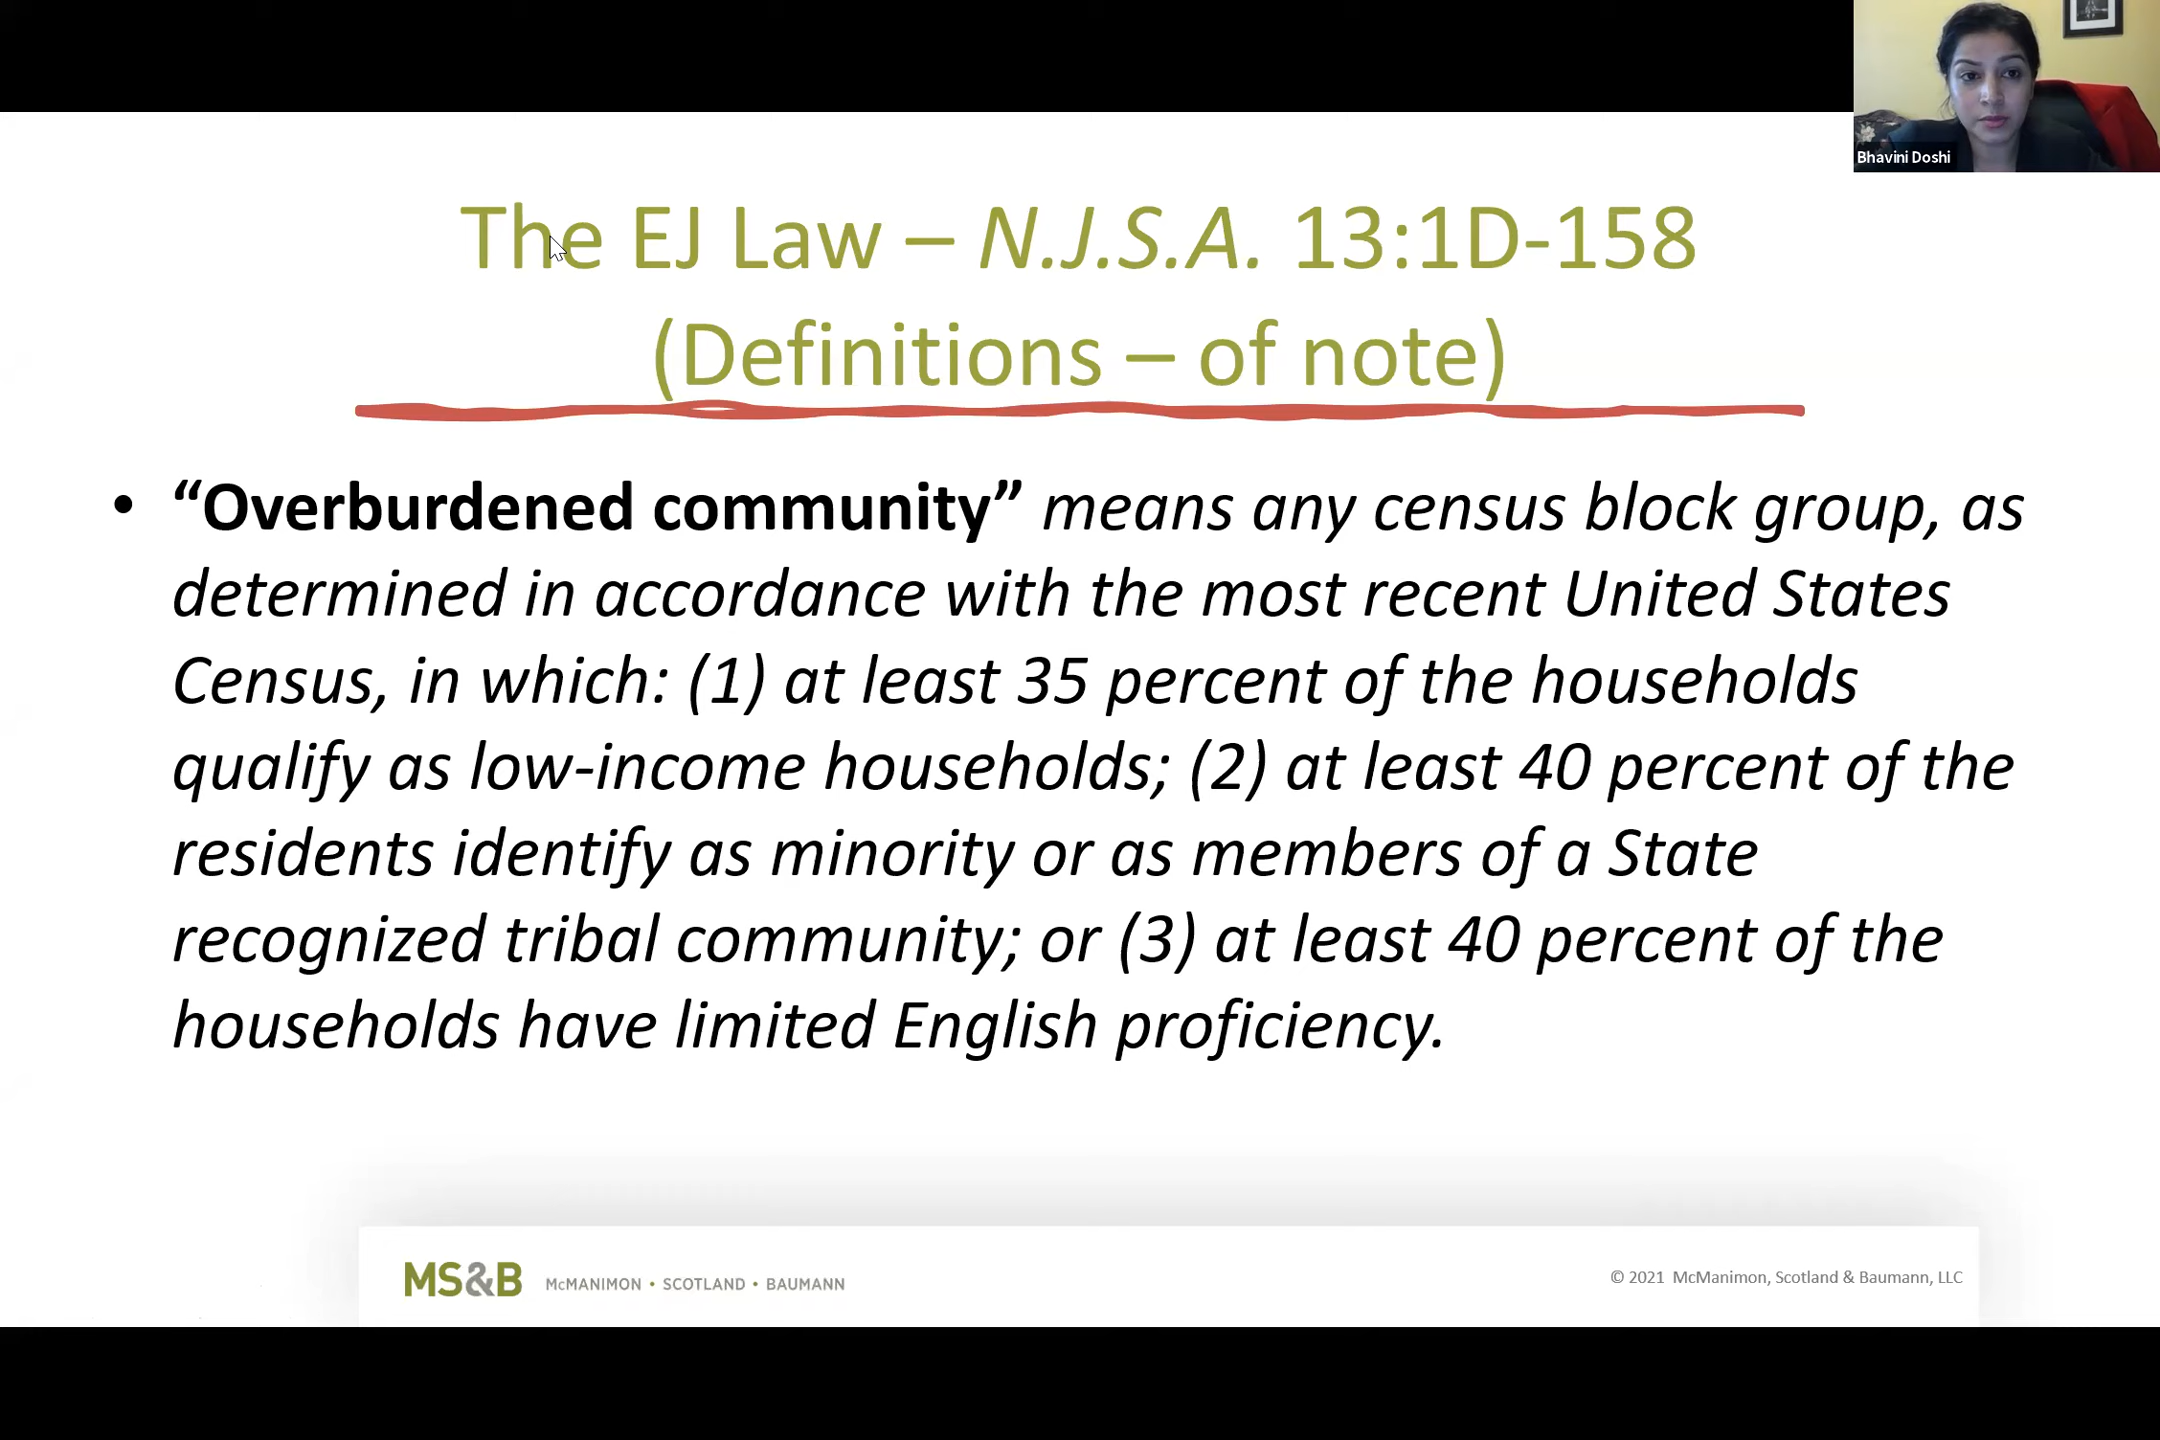 Bhavini Doshi
The EJ Law – N.J.S.A. 13:1D-158
(Definitions – of note)
• “Overburdened community” means any census block group, as
determined in accordance with the most recent United States
Census, in which: (1) at least 35 percent of the households
qualify as low-income households; (2) at least 40 percent of the
residents identify as minority or as members of a State
recognized tribal community; or (3) at least 40 percent of the
households have limited English proficiency.
MS&B McMANIMON • SCOTLAND • BAUMANN
© 2021 McManimon, Scotland & Baumann, LLC